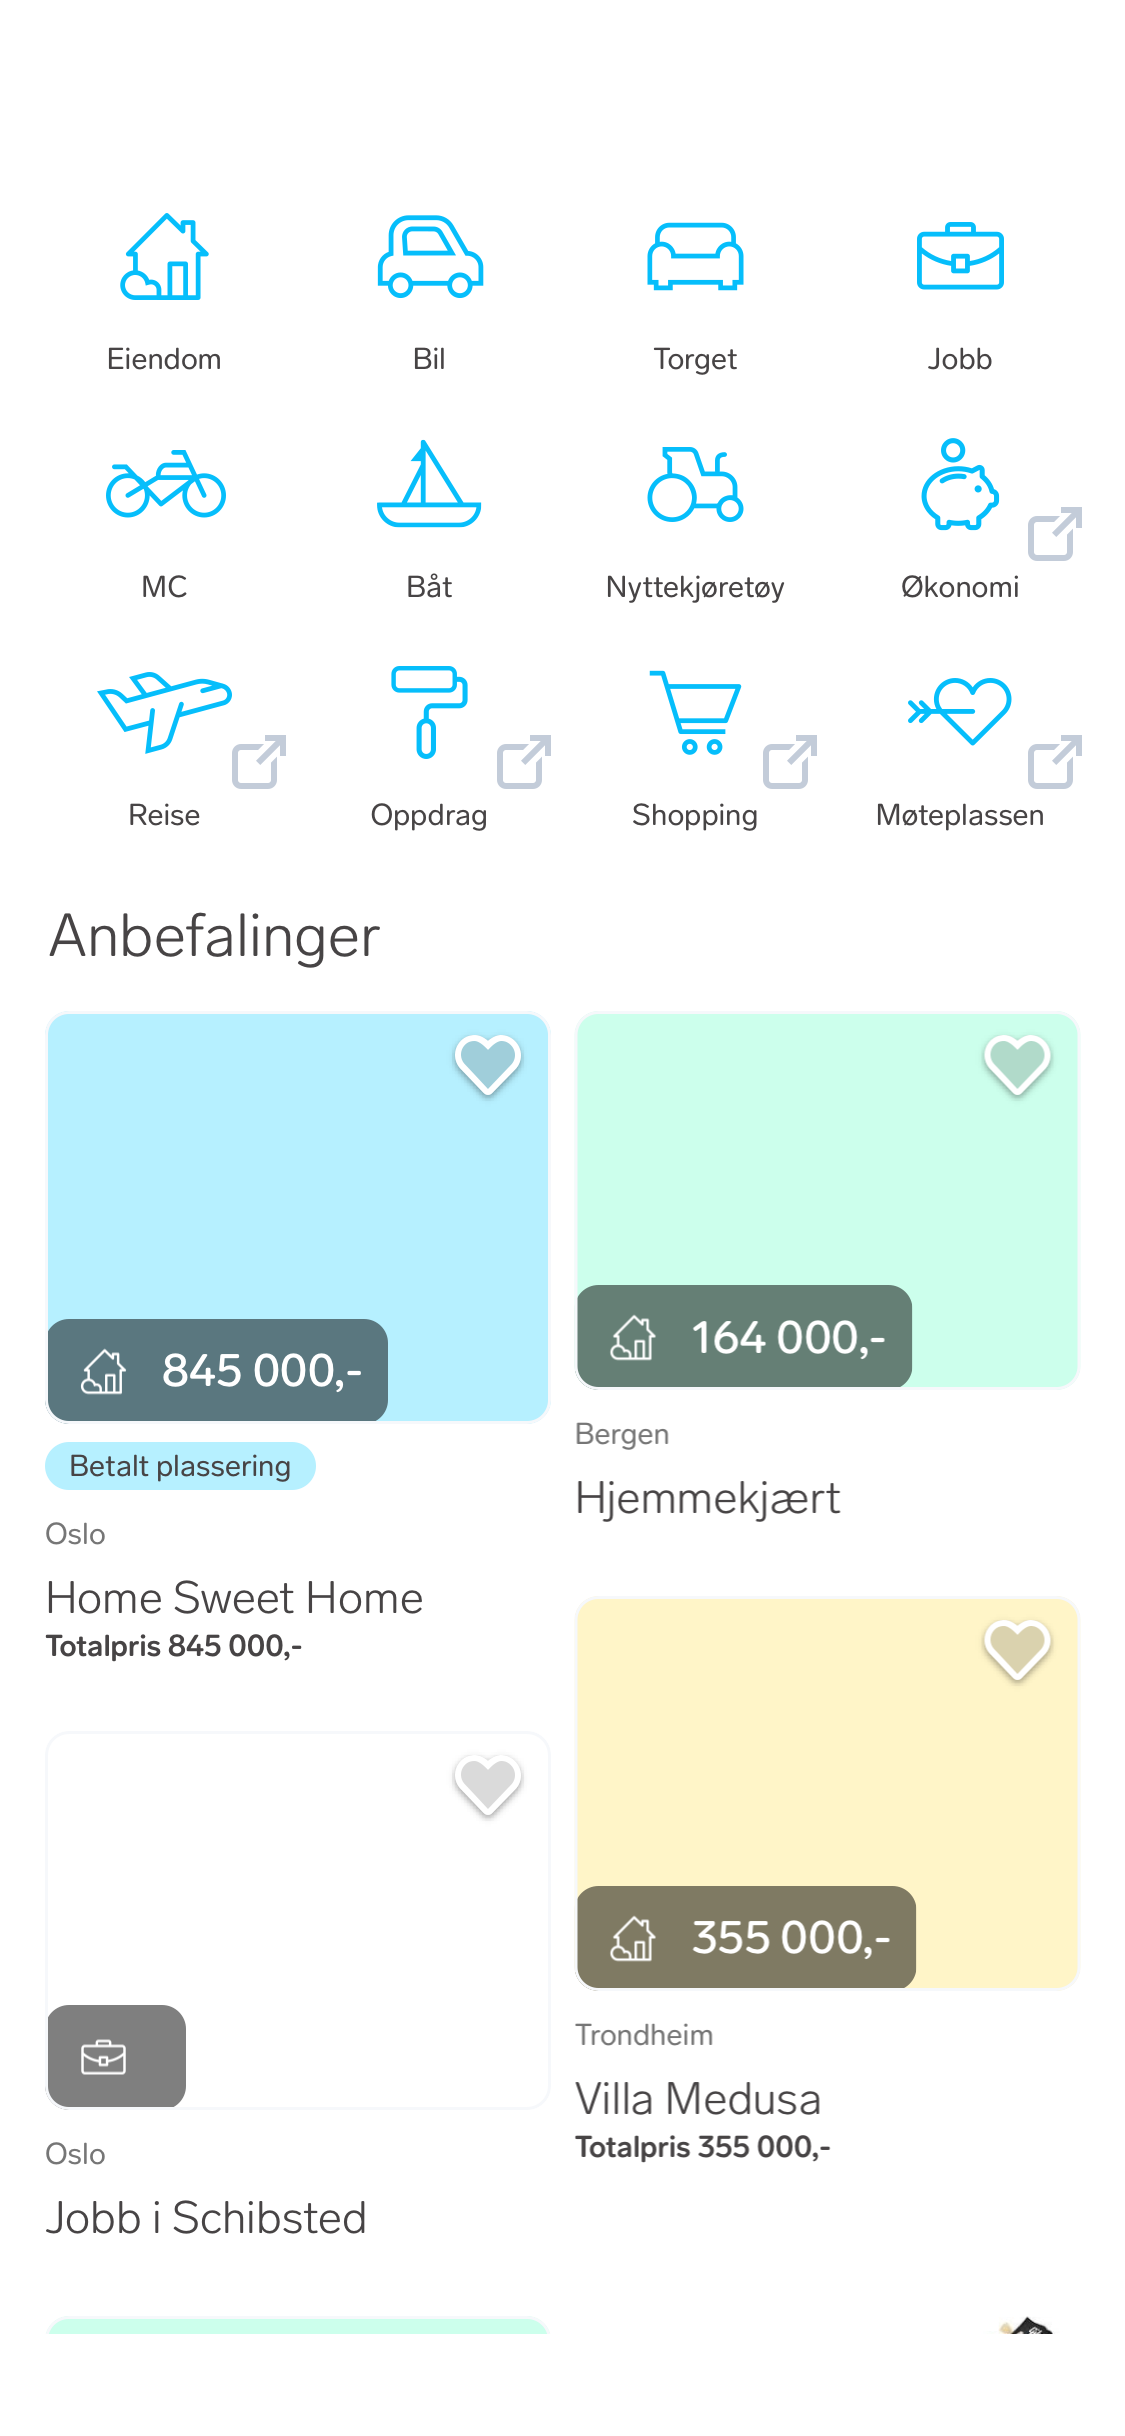 Eiendom
Bil
Torget
Jobb
MC
Båt
Nyttekjøretøy
Økonomi
Reise
Oppdrag
Shopping
Møteplassen
Anbefalinger
845 000,-
Betalt plassering
Oslo
Home Sweet Home
Totalpris 845 000,-
164 000,-
Bergen
Hjemmekjært
355 000,-
Trondheim
Villa Medusa
Totalpris 355 000,-
Oslo
Jobb i Schibsted